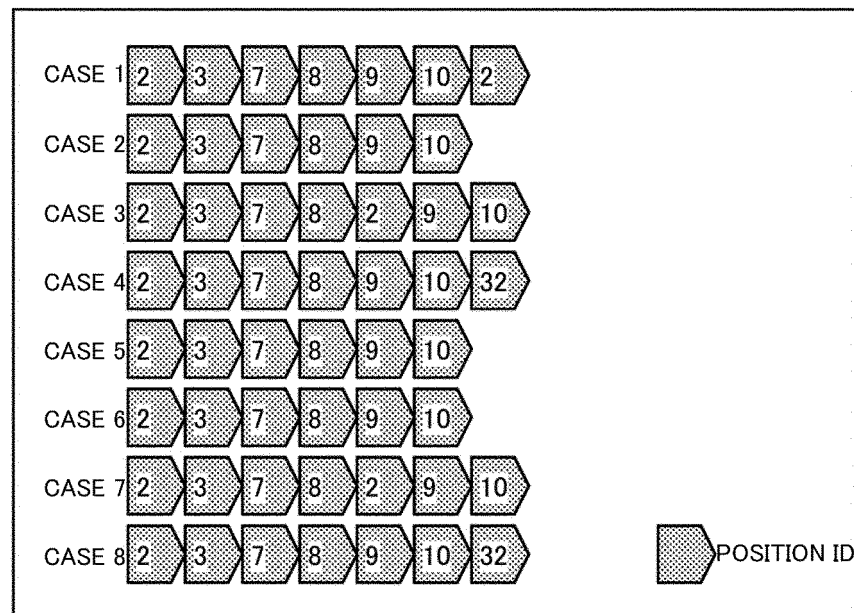 CASE 1 2 3 7 8 9 10 2
CASE 2 2 3 7 8 9 10
CASE 3 2 3 7 8 2 9 10
CASE 4 2 3 7 8 9 10 32
CASE 5 2 3 7 8 9 10
CASE 6 2 3 7 8 9 10
CASE 7 2 3 7 8 2 9 10
CASE 8 2 3 7 8 9 10 32
POSITION ID